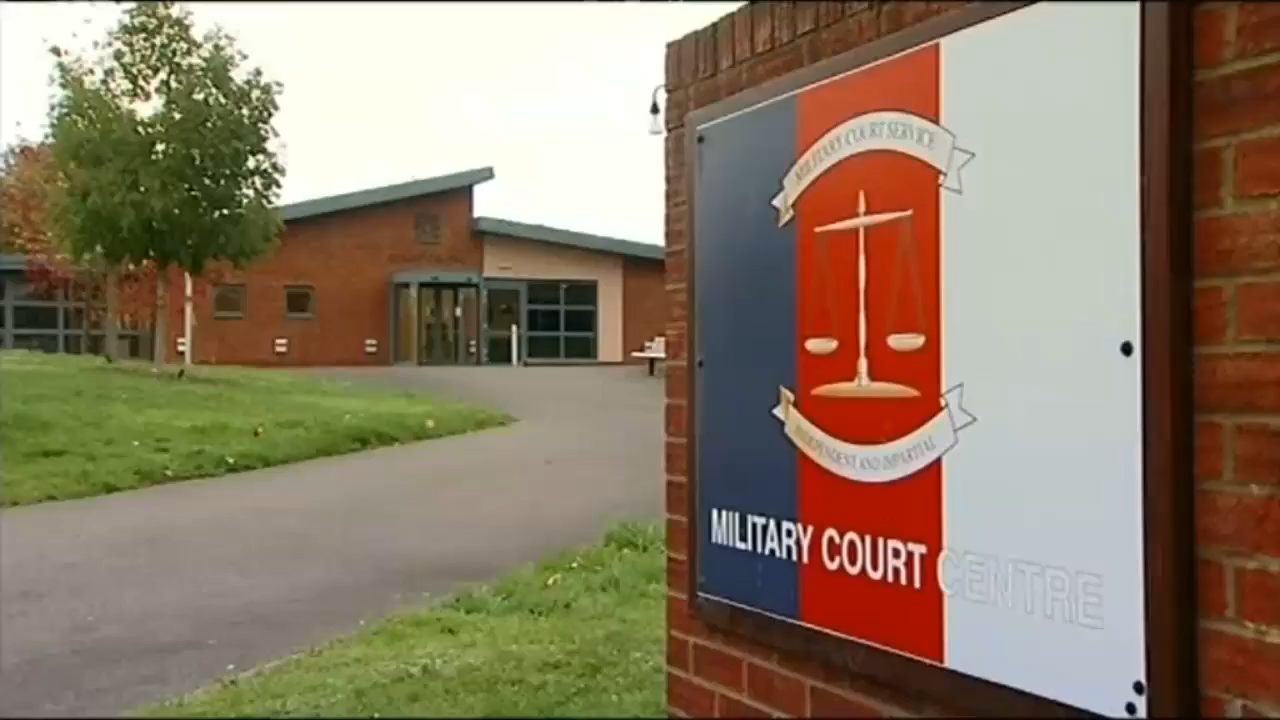 MILITARY COURT SERVICE
INDEPENDENT AND IMPARTIAL
MILITARY COURT CENTRE